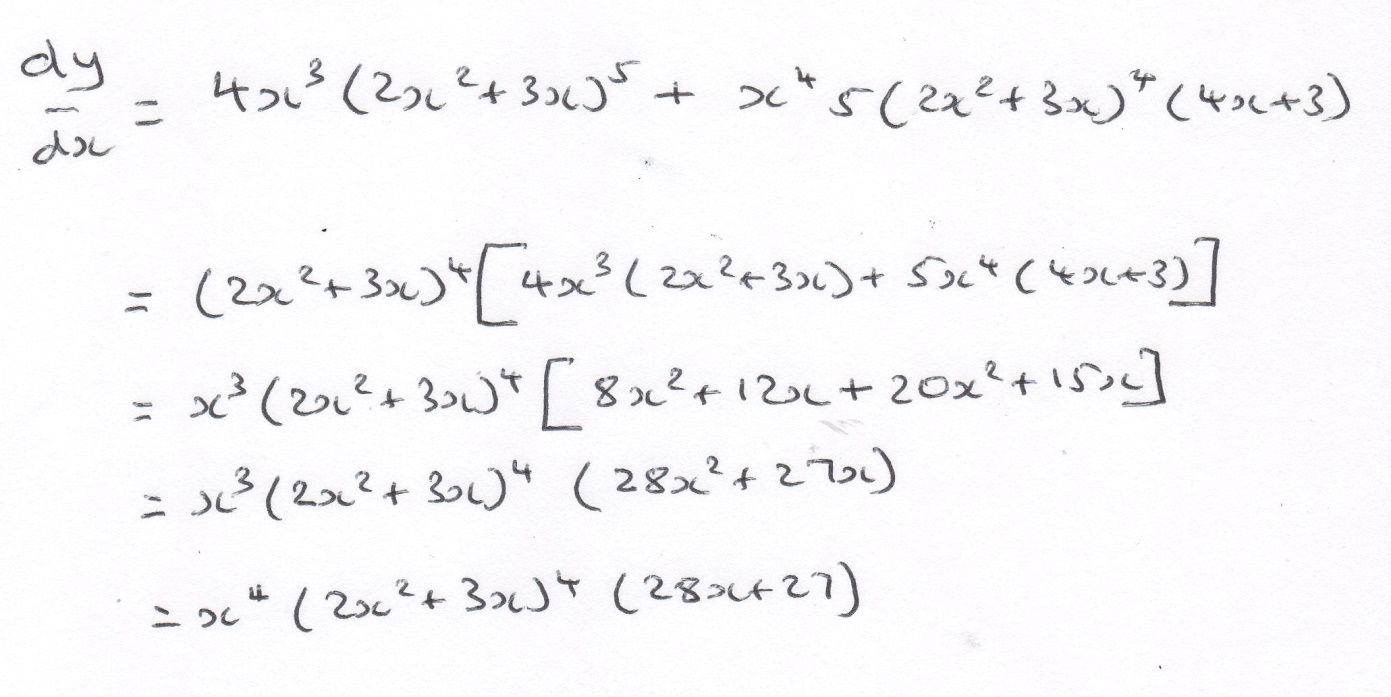 dy/dx = 4x³(2x²+3x)⁵ + x⁴5(2x²+3x)⁴(4x+3)
= (2x²+3x)⁴[4x³(2x²+3x)+5x⁴(4x+3)]
= x³(2x²+3x)⁴[8x²+12x+20x²+15x]
= x³(2x²+3x)⁴(28x²+27x)
= x⁴(2x²+3x)⁴(28x+27)